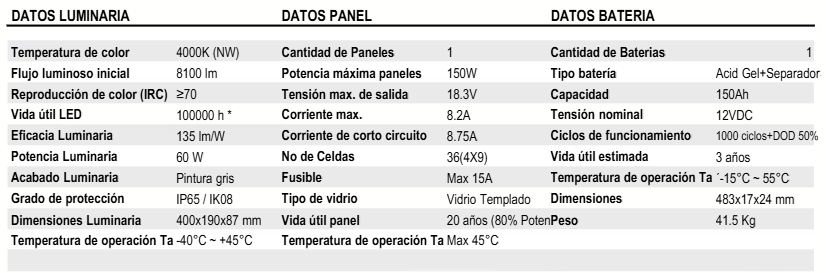 DATOS LUMINARIA DATOS PANEL DATOS BATERIA
Temperatura de color 4000K (NW) Cantidad de Paneles 1 Cantidad de Baterias 1
Flujo luminoso inicial 8100 lm Potencia máxima paneles 150W Tipo batería Acid Gel+Separador
Reproducción de color (IRC) ≥70 Tensión max. de salida 18.3V Capacidad 150Ah
Vida útil LED 100000 h * Corriente max. 8.2A Tensión nominal 12VDC
Eficacia Luminaria 135 lm/W Corriente de corto circuito 8.75A Ciclos de funcionamiento 1000 ciclos+DOD 50%
Potencia Luminaria 60 W No de Celdas 36(4X9) Vida útil estimada 3 años
Acabado Luminaria Pintura gris Fusible Max 15A Temperatura de operación Ta ´-15°C ~ 55°C
Grado de protección IP65 / IK08 Tipo de vidrio Vidrio Templado Dimensiones 483x17x24 mm
Dimensiones Luminaria 400x190x87 mm Vida útil panel 20 años (80% Poten Peso 41.5 Kg
Temperatura de operación Ta -40°C ~ +45°C Temperatura de operación Ta Max 45°C